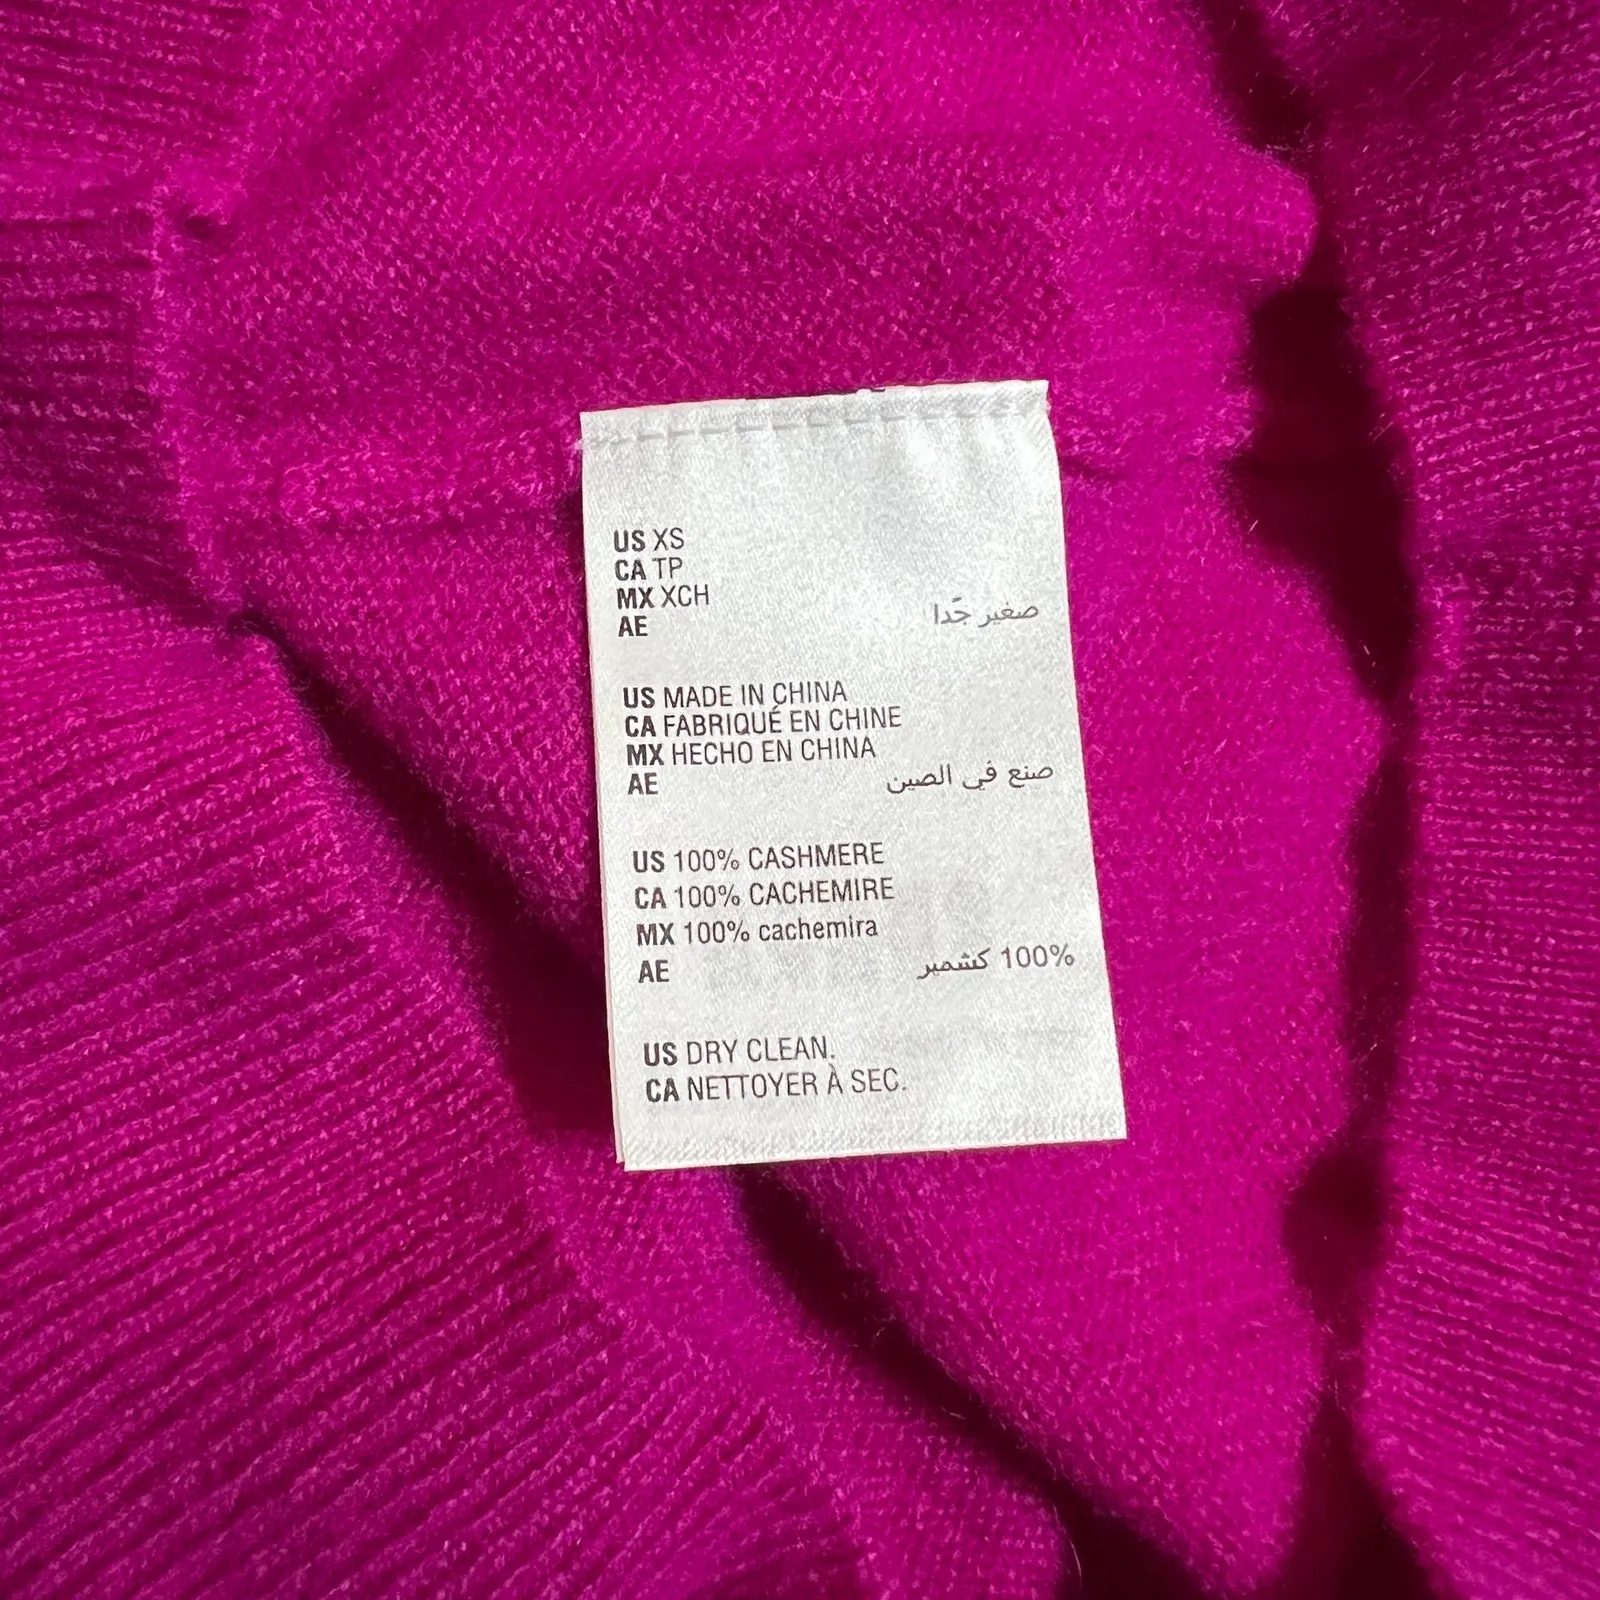 US XS
CA TP
MX XCH
AE صغير جّدا
US MADE IN CHINA
CA FABRIQUÉ EN CHINE
MX HECHO EN CHINA
AE صنع في الصين
US 100% CASHMERE
CA 100% CACHEMIRE
MX 100% cachemira
AE 100% كشمير
US DRY CLEAN.
CA NETTOYER À SEC.